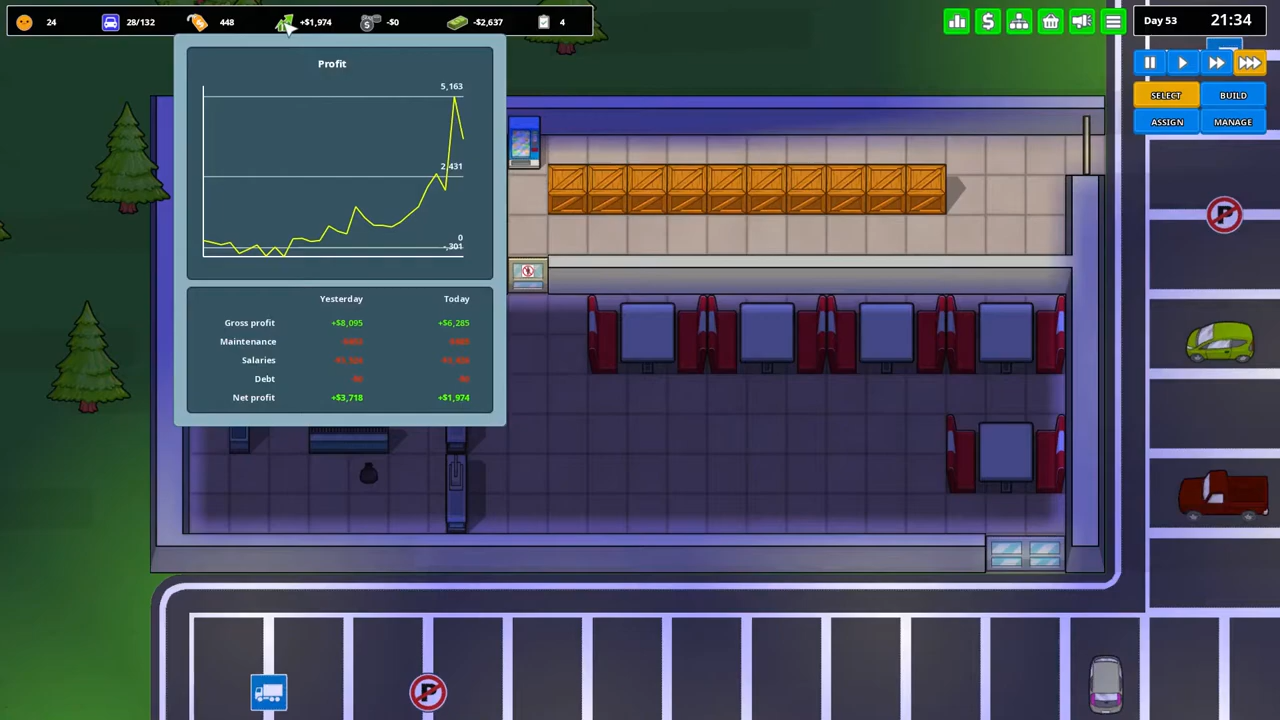 24 28/132 448 +$1,974 -$0 -$2,637 4
Day 53 21:34
Profit
5,163
2,431
0
-,301
SELECT BUILD
ASSIGN MANAGE
Yesterday Today
Gross profit +$8,095 +$6,285
Maintenance
Salaries
Debt
Net profit +$3,718 +$1,974
P
P